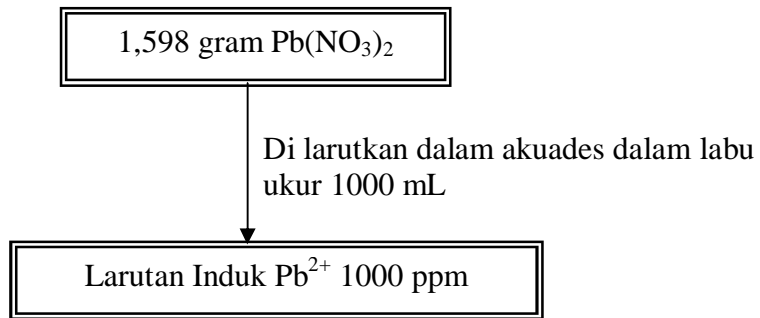 1,598 gram Pb(NO₃)₂
Di larutkan dalam akuades dalam labu
ukur 1000 mL
Larutan Induk Pb²⁺ 1000 ppm